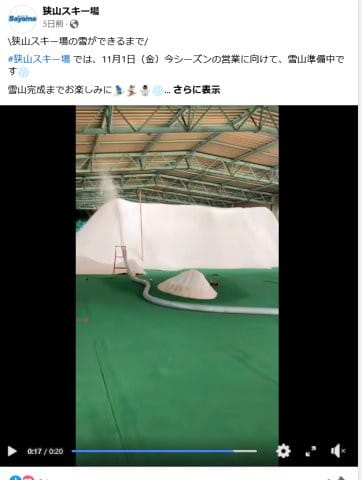 Sayama
狭山スキー場
5日前
\狭山スキー場の雪ができるまで/
#狭山スキー場 では、11月1日（金）今シーズンの営業に向けて、雪山準備中で
す
雪山完成までお楽しみに... さらに表示
0:17 / 0:20